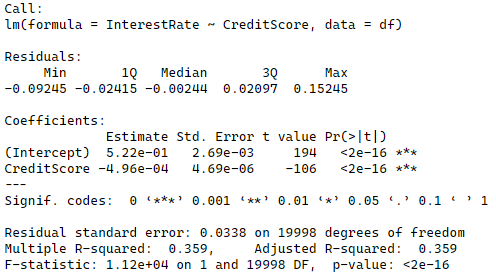 Call:
lm(formula = InterestRate ~ CreditScore, data = df)

Residuals:
     Min       1Q   Median       3Q      Max
-0.09245 -0.02415 -0.00244  0.02097  0.15245

Coefficients:
             Estimate Std. Error t value Pr(>|t|)
(Intercept)  5.22e-01   2.69e-03     194   <2e-16 ***
CreditScore -4.96e-04   4.69e-06    -106   <2e-16 ***
---
Signif. codes:  0 ‘***’ 0.001 ‘**’ 0.01 ‘*’ 0.05 ‘.’ 0.1 ‘ ’ 1

Residual standard error: 0.0338 on 19998 degrees of freedom
Multiple R-squared:  0.359,	Adjusted R-squared:  0.359
F-statistic: 1.12e+04 on 1 and 19998 DF,  p-value: <2e-16